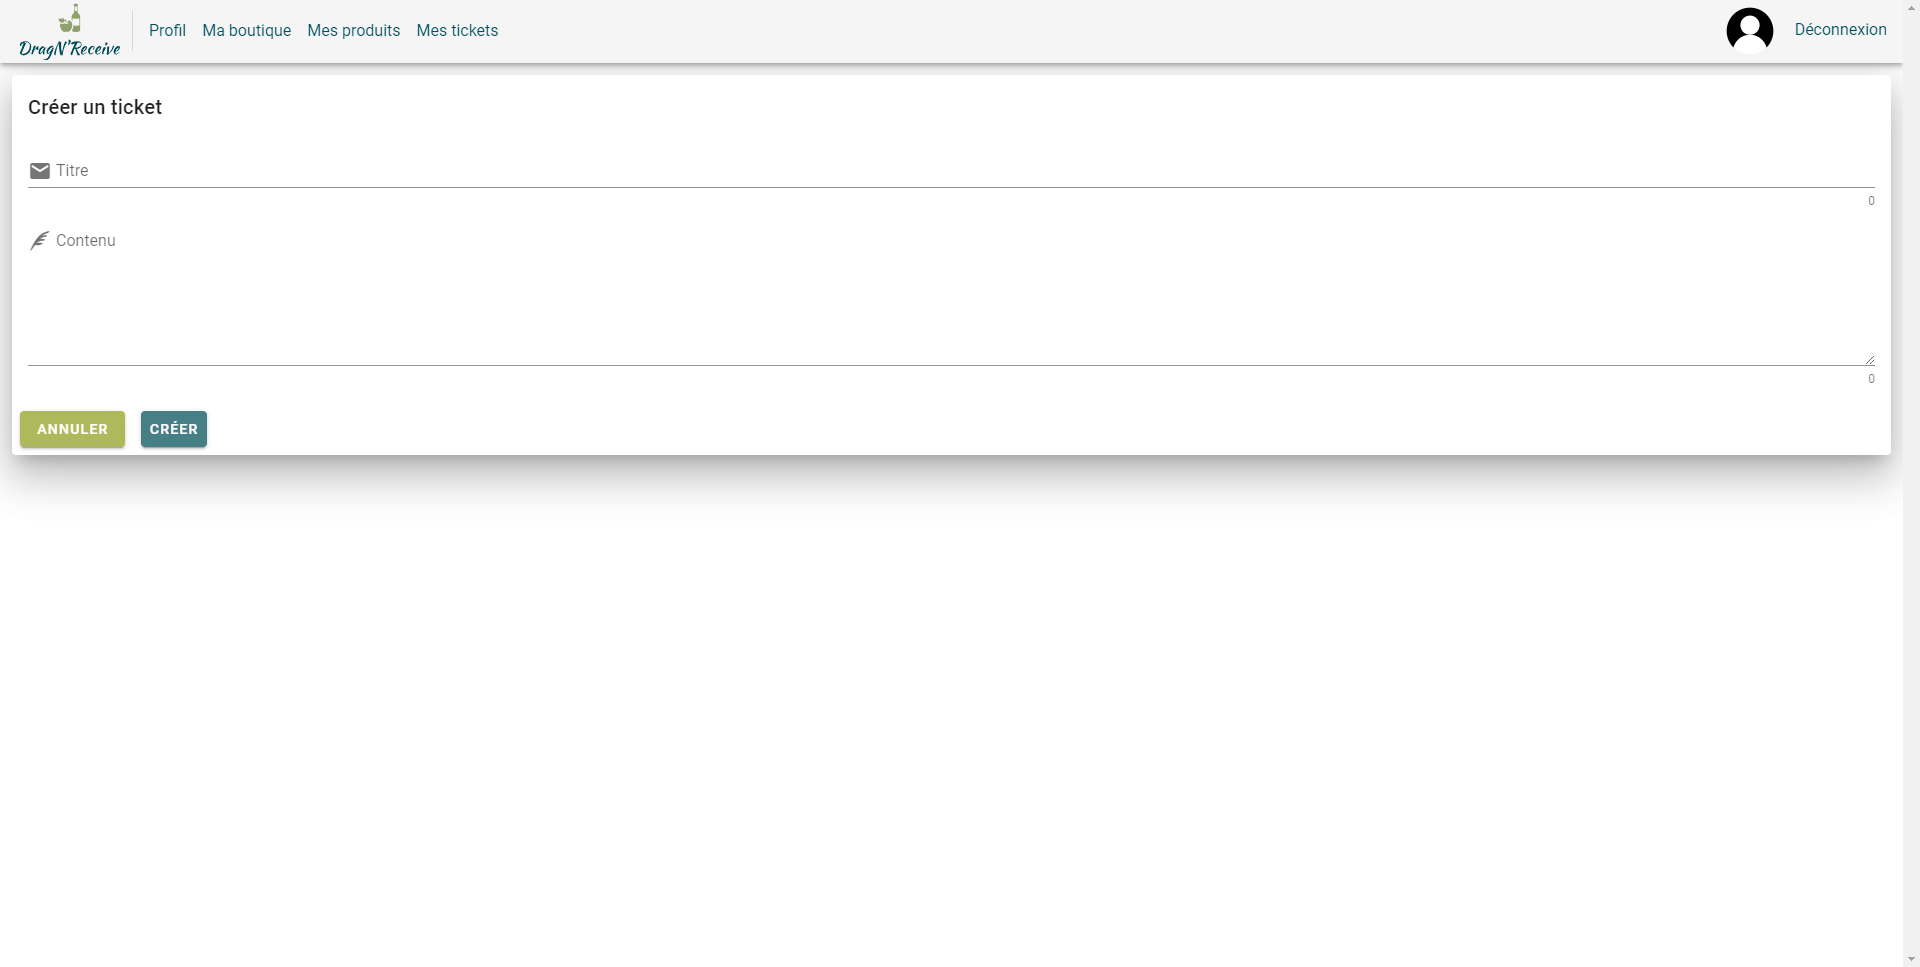 DragN'Receive
Profil Ma boutique Mes produits Mes tickets
Déconnexion
Créer un ticket
Titre
0
Contenu
0
ANNULER CRÉER